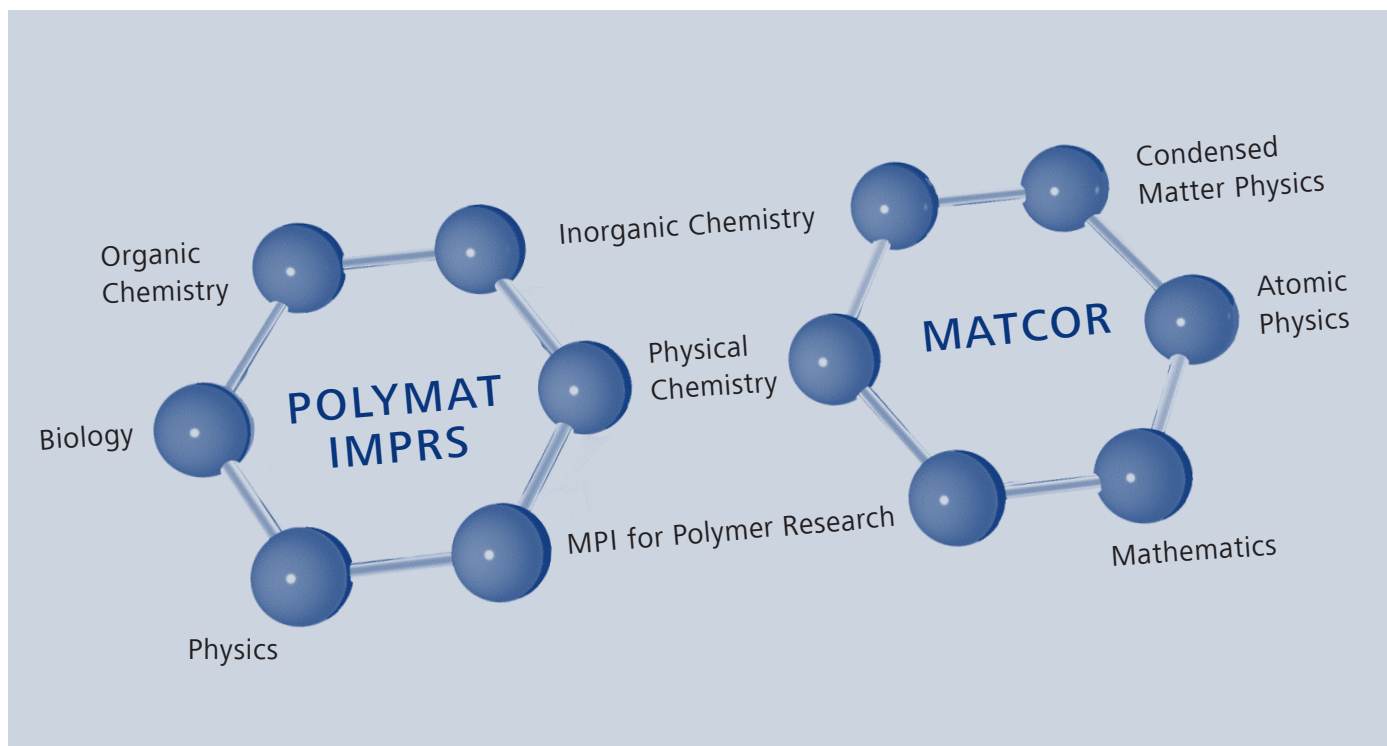 Condensed
Matter Physics
Inorganic Chemistry
Organic
Chemistry
Atomic
Physics
MATCOR
Physical
Chemistry
POLYMAT
IMPRS
Biology
MPI for Polymer Research
Mathematics
Physics